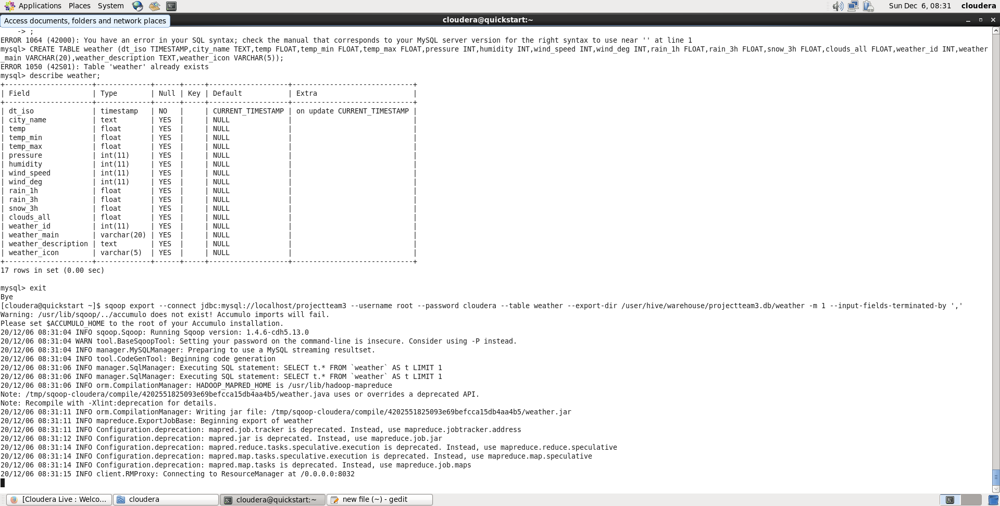 Applications Places System Sun Dec 6, 08:31 cloudera
Access documents, folders and network places cloudera@quickstart:~
    -> ;
ERROR 1064 (42000): You have an error in your SQL syntax; check the manual that corresponds to your MySQL server version for the right syntax to use near '' at line 1
mysql> CREATE TABLE weather (dt_iso TIMESTAMP,city_name TEXT,temp FLOAT,temp_min FLOAT,temp_max FLOAT,pressure INT,humidity INT,wind_speed INT,wind_deg INT,rain_1h FLOAT,rain_3h FLOAT,snow_3h FLOAT,clouds_all FLOAT,weather_id INT,weather
_main VARCHAR(20),weather_description TEXT,weather_icon VARCHAR(5));
ERROR 1050 (42S01): Table 'weather' already exists
mysql> describe weather;
+---------------------+-------------+------+-----+-------------------+-----------------------------+
| Field               | Type        | Null | Key | Default           | Extra                       |
+---------------------+-------------+------+-----+-------------------+-----------------------------+
| dt_iso              | timestamp   | NO   |     | CURRENT_TIMESTAMP | on update CURRENT_TIMESTAMP |
| city_name           | text        | YES  |     | NULL              |                             |
| temp                | float       | YES  |     | NULL              |                             |
| temp_min            | float       | YES  |     | NULL              |                             |
| temp_max            | float       | YES  |     | NULL              |                             |
| pressure            | int(11)     | YES  |     | NULL              |                             |
| humidity            | int(11)     | YES  |     | NULL              |                             |
| wind_speed          | int(11)     | YES  |     | NULL              |                             |
| wind_deg            | int(11)     | YES  |     | NULL              |                             |
| rain_1h             | float       | YES  |     | NULL              |                             |
| rain_3h             | float       | YES  |     | NULL              |                             |
| snow_3h             | float       | YES  |     | NULL              |                             |
| clouds_all          | float       | YES  |     | NULL              |                             |
| weather_id          | int(11)     | YES  |     | NULL              |                             |
| weather_main        | varchar(20) | YES  |     | NULL              |                             |
| weather_description | text        | YES  |     | NULL              |                             |
| weather_icon        | varchar(5)  | YES  |     | NULL              |                             |
+---------------------+-------------+------+-----+-------------------+-----------------------------+
17 rows in set (0.00 sec)
mysql> exit
Bye
[cloudera@quickstart ~]$ sqoop export --connect jdbc:mysql://localhost/projectteam3 --username root --password cloudera --table weather --export-dir /user/hive/warehouse/projectteam3.db/weather -m 1 --input-fields-terminated-by ','
Warning: /usr/lib/sqoop/../accumulo does not exist! Accumulo imports will fail.
Please set $ACCUMULO_HOME to the root of your Accumulo installation.
20/12/06 08:31:04 INFO sqoop.Sqoop: Running Sqoop version: 1.4.6-cdh5.13.0
20/12/06 08:31:04 WARN tool.BaseSqoopTool: Setting your password on the command-line is insecure. Consider using -P instead.
20/12/06 08:31:04 INFO manager.MySQLManager: Preparing to use a MySQL streaming resultset.
20/12/06 08:31:04 INFO tool.CodeGenTool: Beginning code generation
20/12/06 08:31:06 INFO manager.SqlManager: Executing SQL statement: SELECT t.* FROM `weather` AS t LIMIT 1
20/12/06 08:31:06 INFO manager.SqlManager: Executing SQL statement: SELECT t.* FROM `weather` AS t LIMIT 1
20/12/06 08:31:06 INFO orm.CompilationManager: HADOOP_MAPRED_HOME is /usr/lib/hadoop-mapreduce
Note: /tmp/sqoop-cloudera/compile/4202551825093e69befcca15db4aa4b5/weather.java uses or overrides a deprecated API.
Note: Recompile with -Xlint:deprecation for details.
20/12/06 08:31:11 INFO orm.CompilationManager: Writing jar file: /tmp/sqoop-cloudera/compile/4202551825093e69befcca15db4aa4b5/weather.jar
20/12/06 08:31:11 INFO mapreduce.ExportJobBase: Beginning export of weather
20/12/06 08:31:11 INFO Configuration.deprecation: mapred.job.tracker is deprecated. Instead, use mapreduce.jobtracker.address
20/12/06 08:31:12 INFO Configuration.deprecation: mapred.jar is deprecated. Instead, use mapreduce.job.jar
20/12/06 08:31:14 INFO Configuration.deprecation: mapred.reduce.tasks.speculative.execution is deprecated. Instead, use mapreduce.reduce.speculative
20/12/06 08:31:14 INFO Configuration.deprecation: mapred.map.tasks.speculative.execution is deprecated. Instead, use mapreduce.map.speculative
20/12/06 08:31:14 INFO Configuration.deprecation: mapred.map.tasks is deprecated. Instead, use mapreduce.job.maps
20/12/06 08:31:15 INFO client.RMProxy: Connecting to ResourceManager at /0.0.0.0:8032
[Cloudera Live : Welco... cloudera cloudera@quickstart:~ new file (~) - gedit